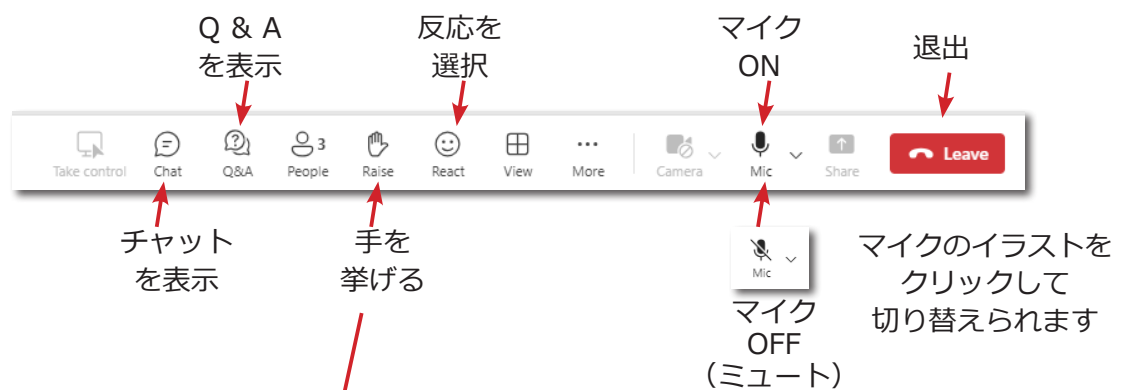 Q & A
を表示
反応を
選択
マイク
ON
退出
Take control
Chat
Q&A
3
People
Raise
React
View
More
Camera
Mic
Share
Leave
チャット
を表示
手を
挙げる
Mic
マイク
OFF
（ミュート）
マイクのイラストを
クリックして
切り替えられます